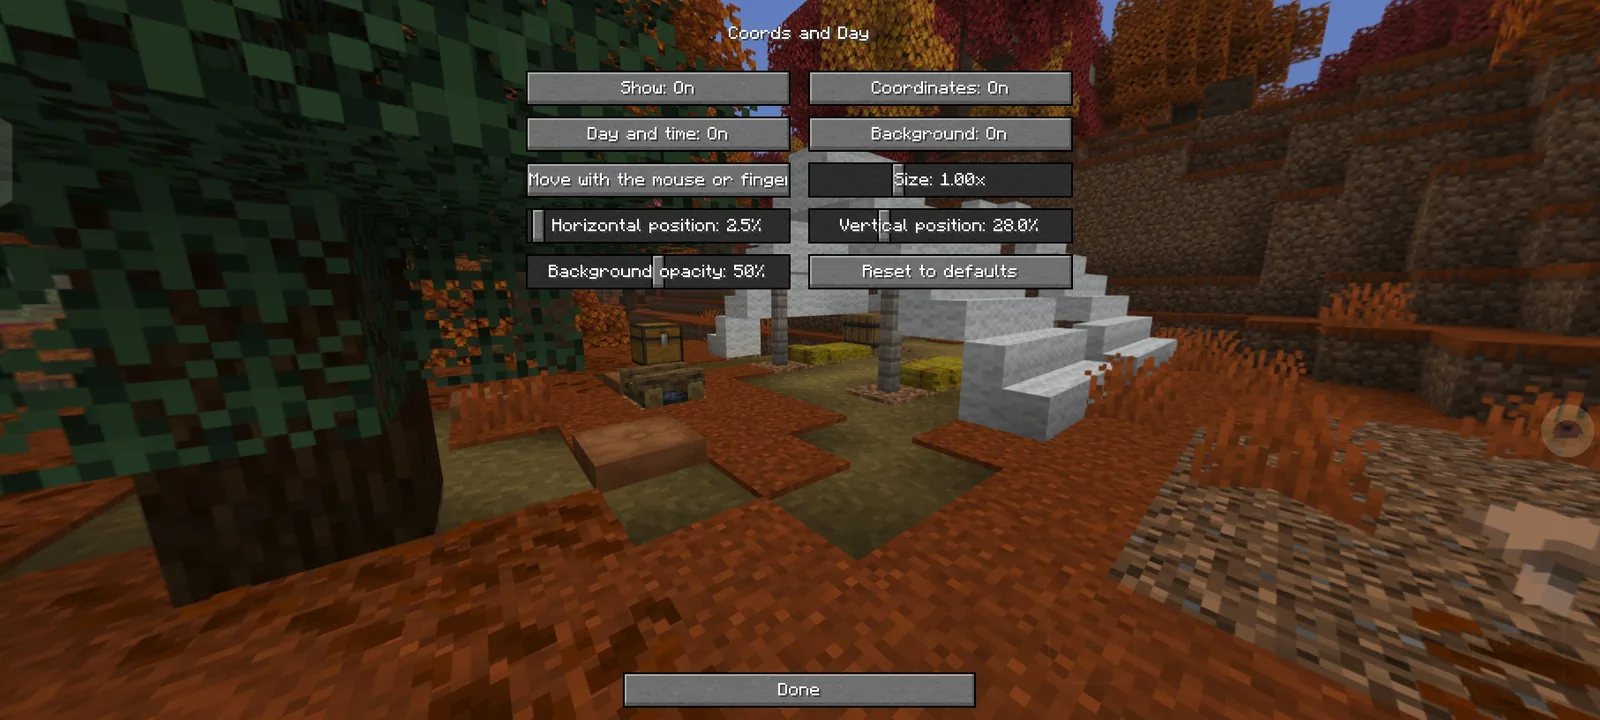 Coords and Day
Show: On
Coordinates: On
Day and time: On
Background: On
Move with the mouse or finger
Size: 1.00x
Horizontal position: 2.5%
Vertical position: 28.0%
Background opacity: 50%
Reset to defaults
Done